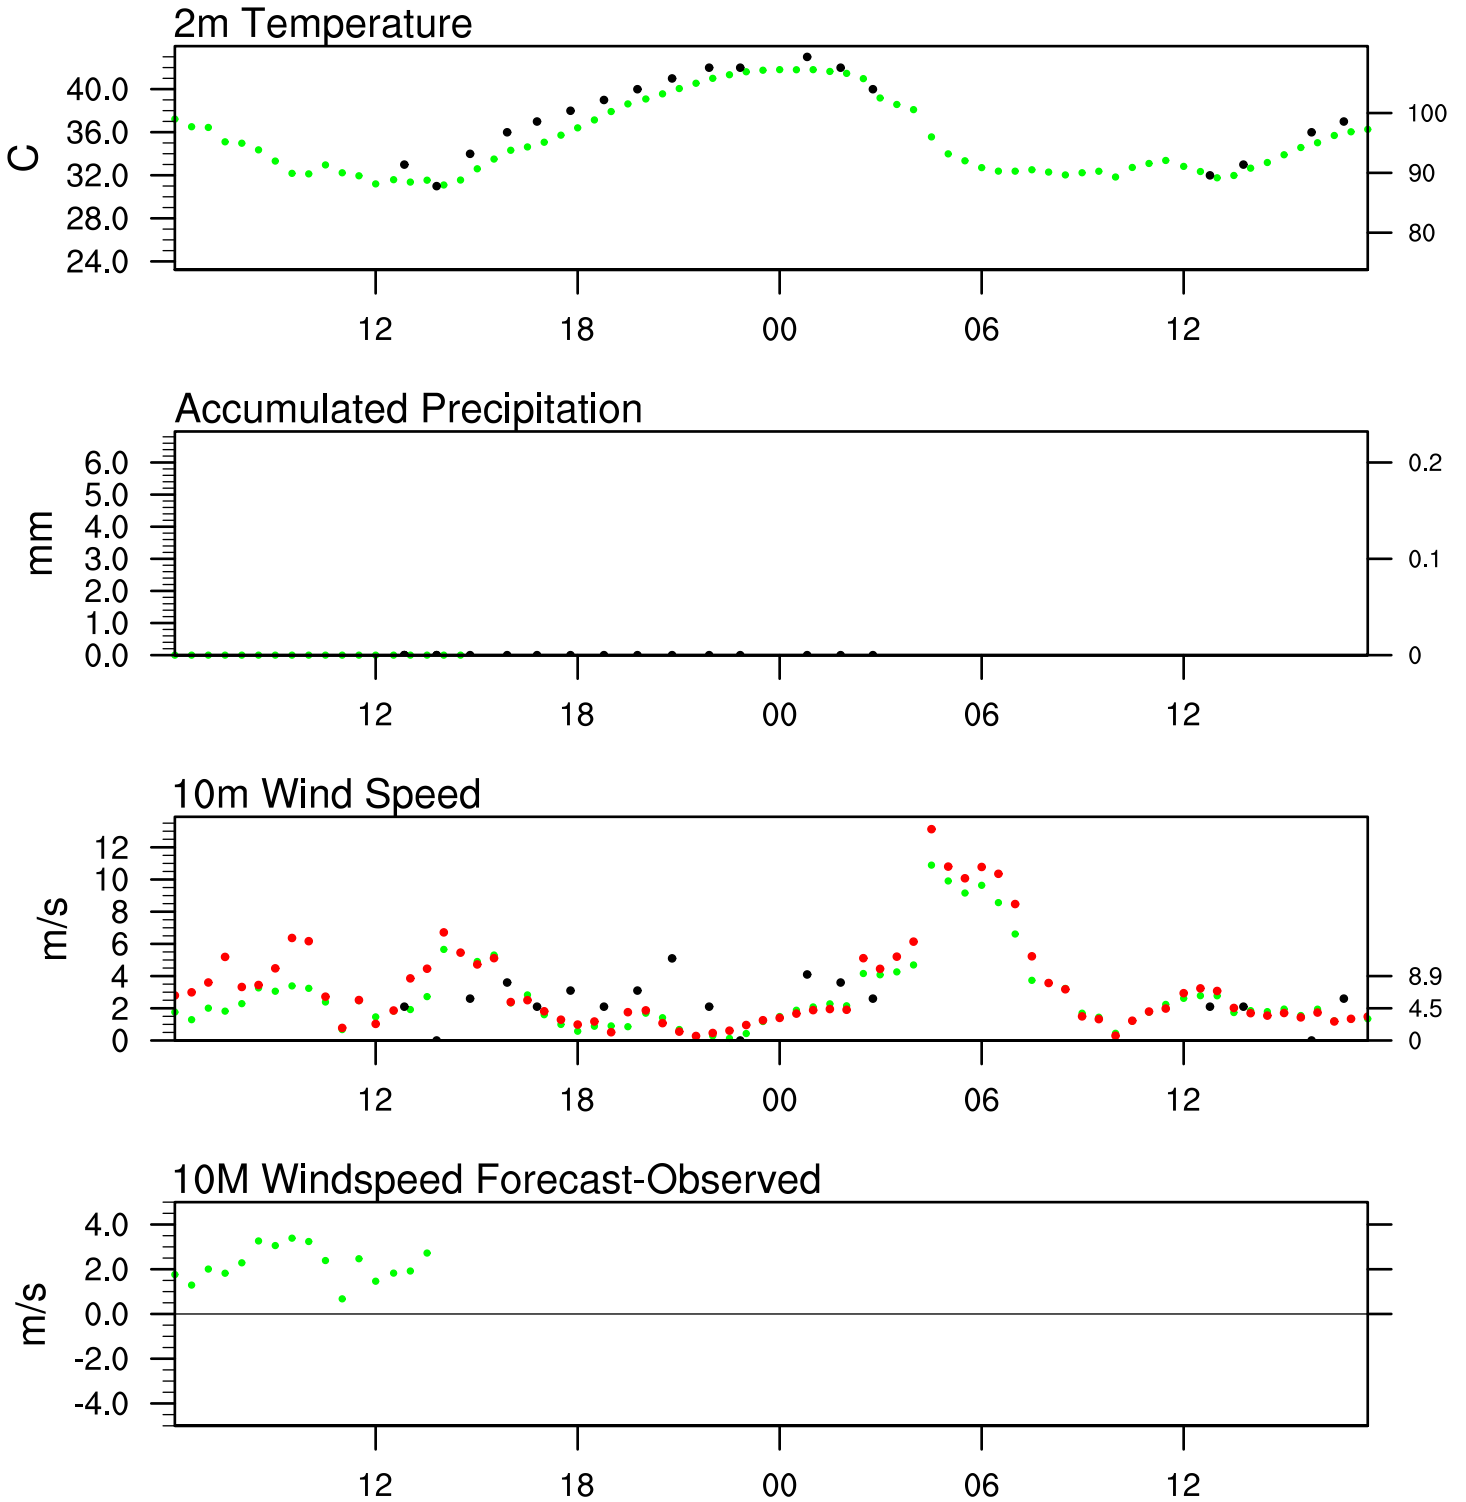 2m Temperature
C
40.0
36.0
32.0
28.0
24.0
100
90
80
12 18 00 06 12
Accumulated Precipitation
mm
6.0
5.0
4.0
3.0
2.0
1.0
0.0
0.2
0.1
0
12 18 00 06 12
10m Wind Speed
m/s
12
10
8
6
4
2
0
8.9
4.5
0
12 18 00 06 12
10M Windspeed Forecast-Observed
m/s
4.0
2.0
0.0
-2.0
-4.0
12 18 00 06 12